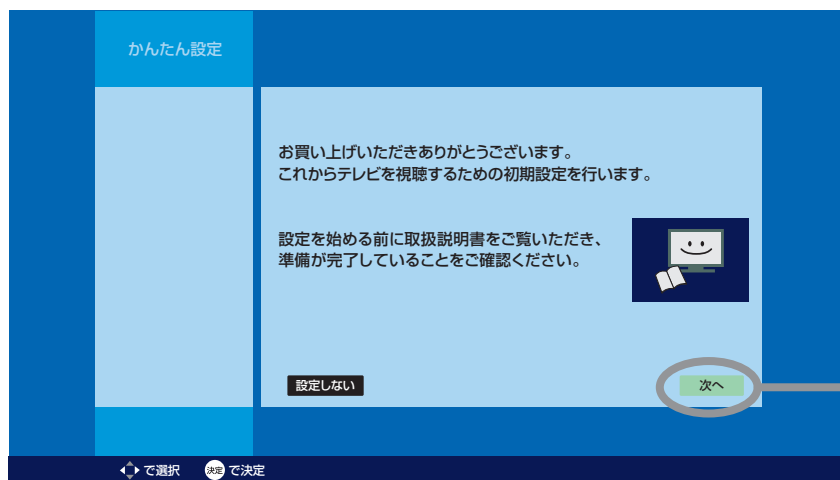 かんたん設定
お買い上げいただきありがとうございます。
これからテレビを視聴するための初期設定を行います。
設定を始める前に取扱説明書をご覧いただき、
準備が完了していることをご確認ください。
設定しない 次へ
で選択 決定 で決定